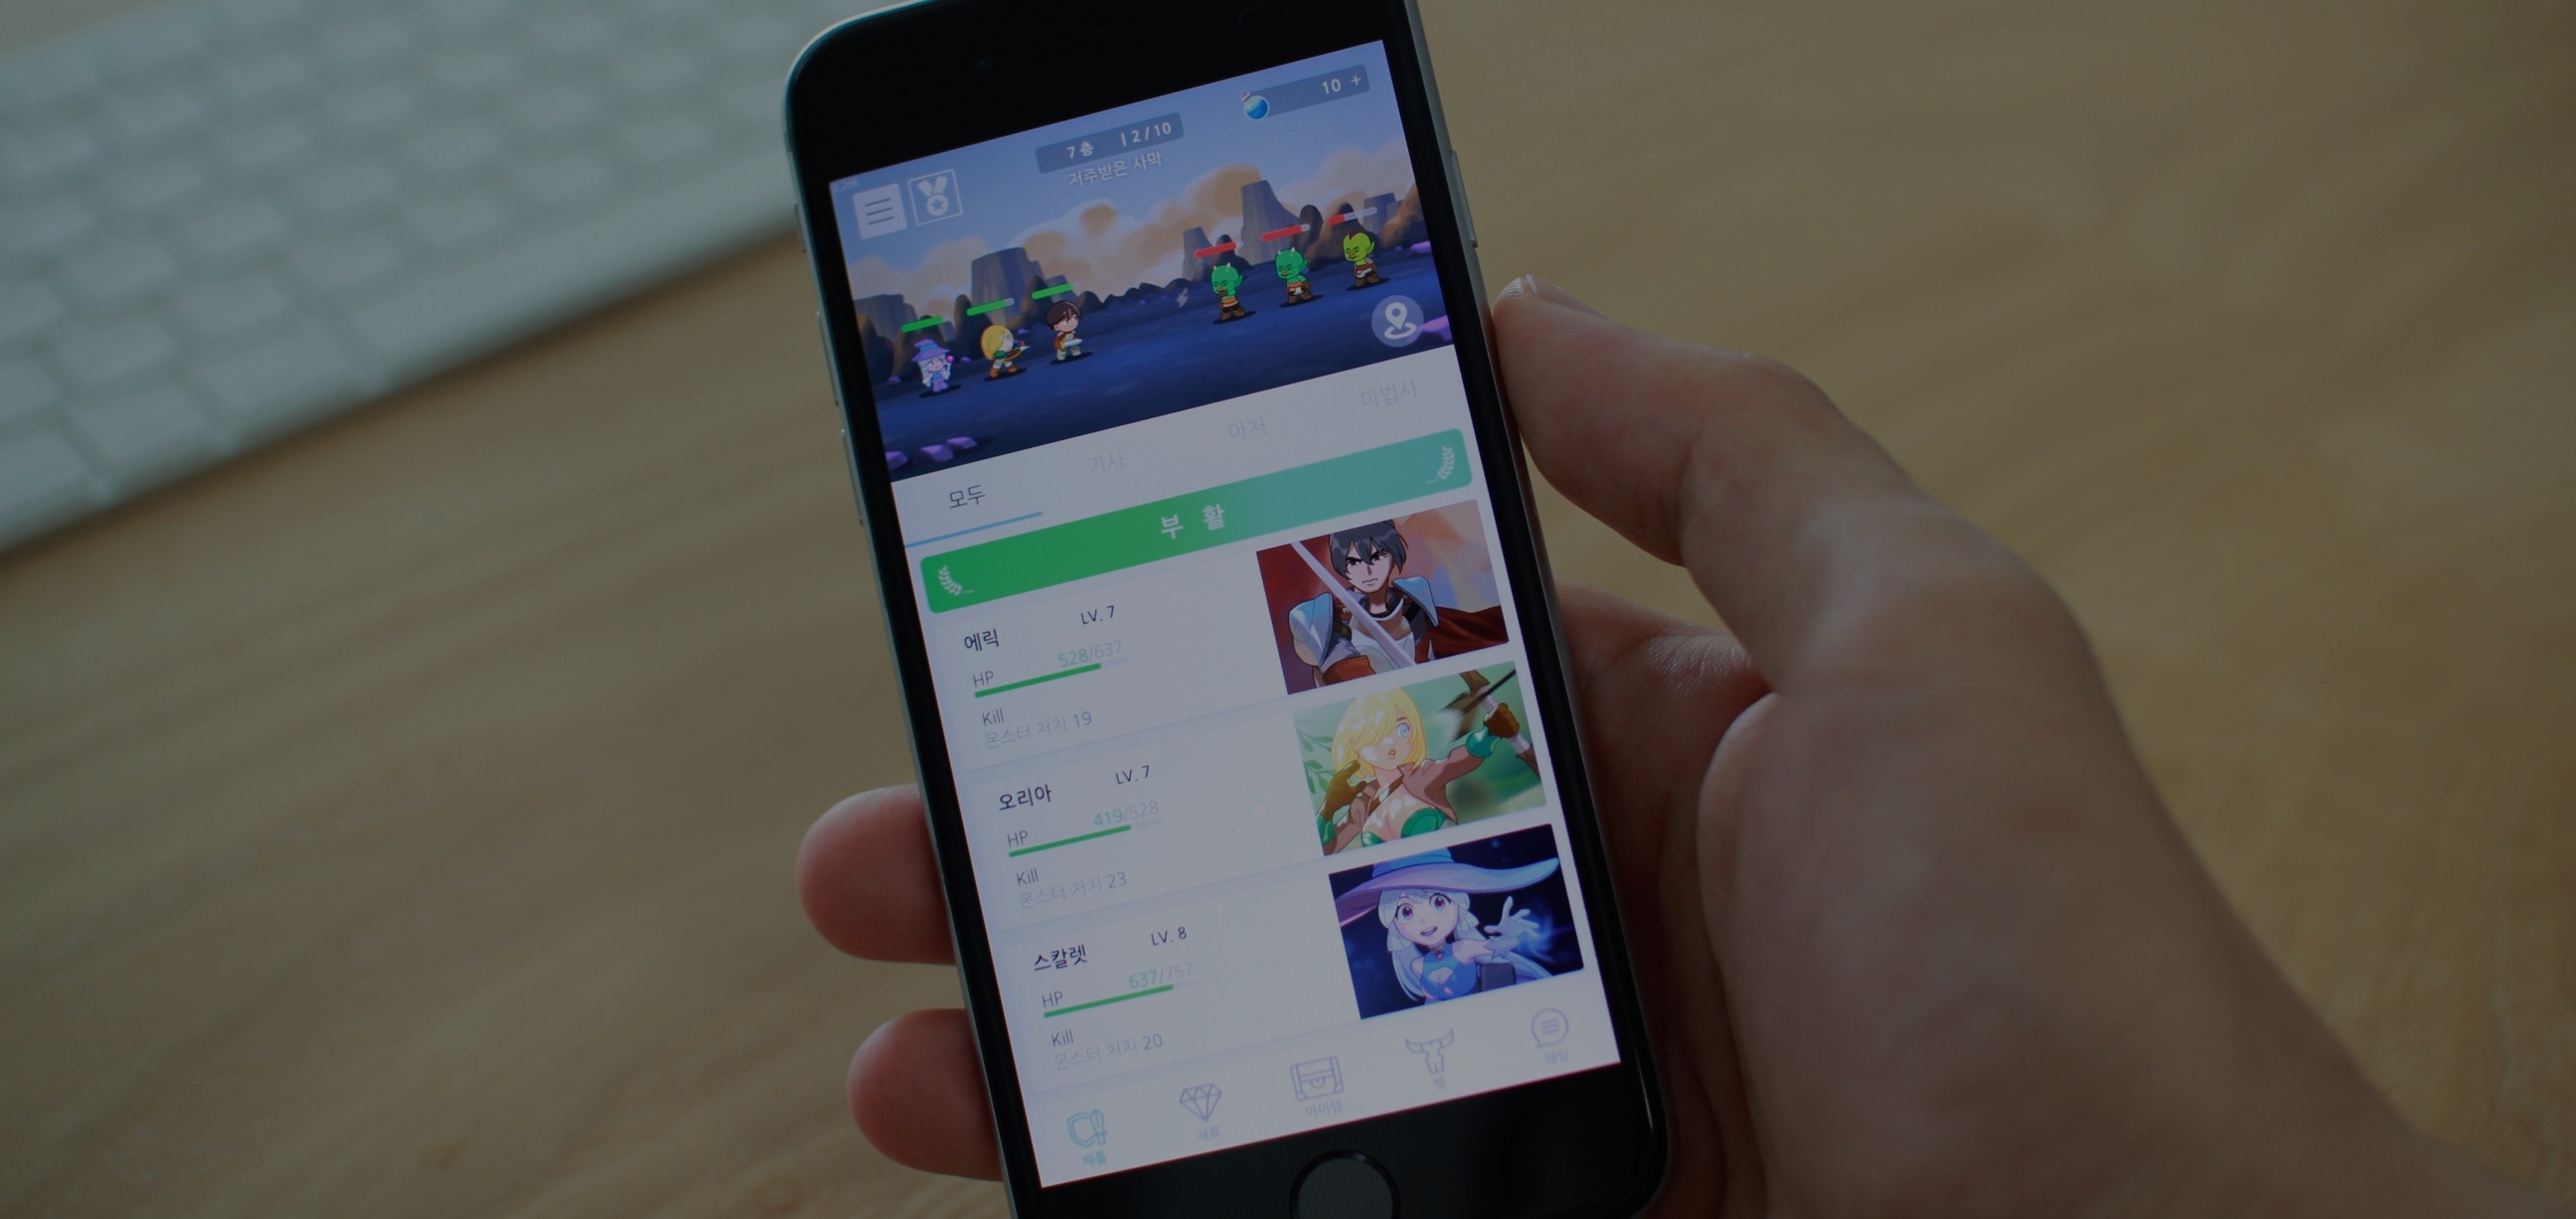 10 +
7층 12/10
저주받은 사막
모두 기사 아처 마법사
부 활
에릭 LV. 7
HP 528/637
Kill
몬스터 처치 19
오리아 LV. 7
HP 419/528
Kill
몬스터 처치 23
스칼렛 LV. 8
HP 637/757
Kill
몬스터 처치 20
배틀 재료 아이템 펫 채팅